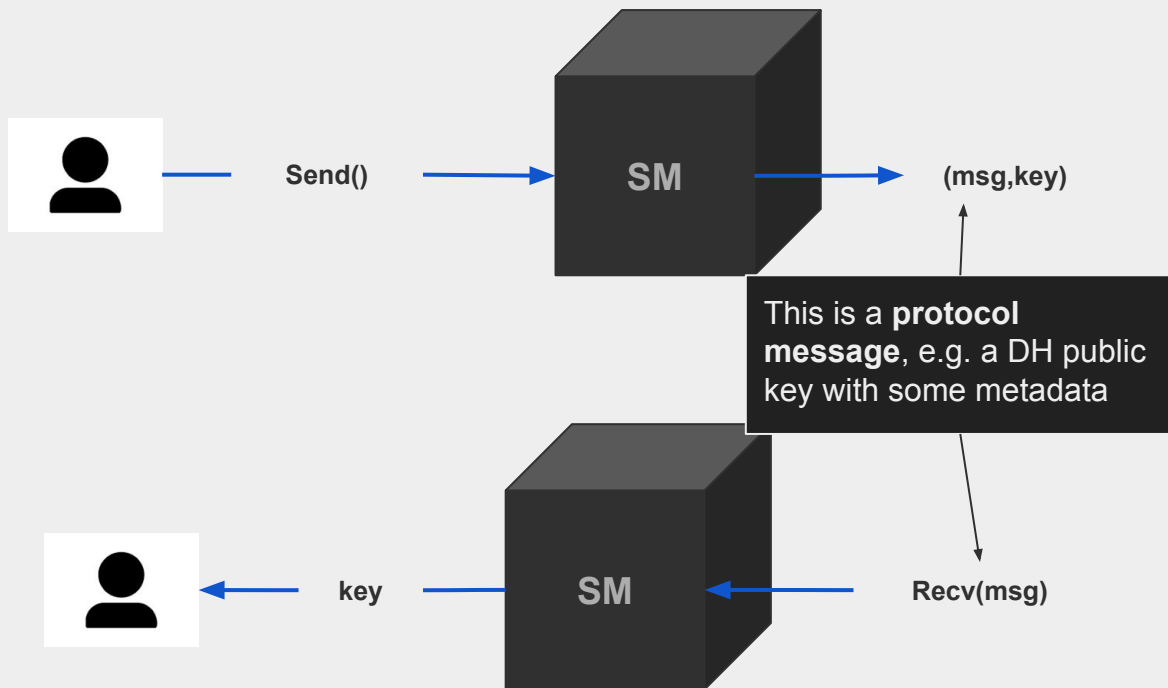 Send()
SM
(msg,key)
This is a protocol
message, e.g. a DH public
key with some metadata
key
SM
Recv(msg)